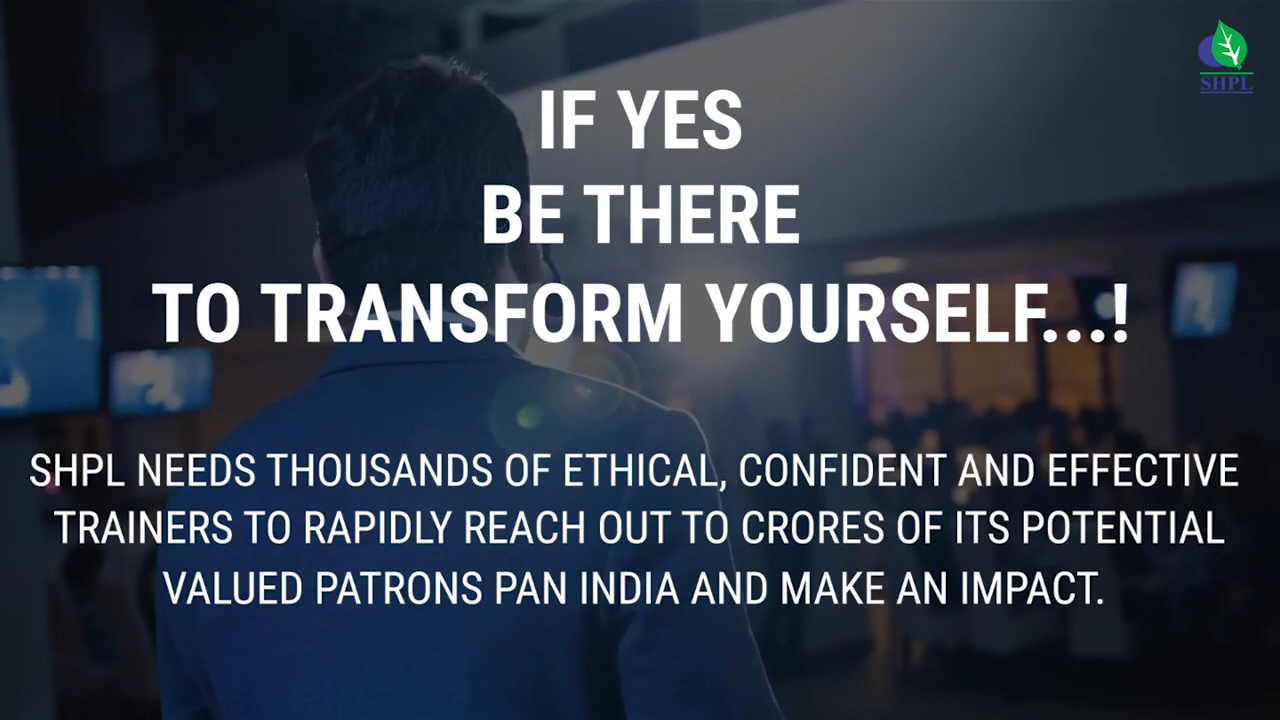 SHPL
IF YES
BE THERE
TO TRANSFORM YOURSELF...!
SHPL NEEDS THOUSANDS OF ETHICAL, CONFIDENT AND EFFECTIVE
TRAINERS TO RAPIDLY REACH OUT TO CRORES OF ITS POTENTIAL
VALUED PATRONS PAN INDIA AND MAKE AN IMPACT.